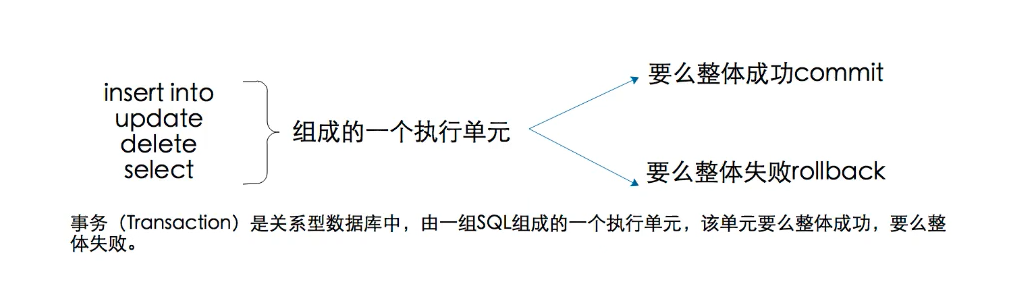 insert into
update
delete
select
组成的一个执行单元
要么整体成功commit
要么整体失败rollback
事务（Transaction）是关系型数据库中，由一组SQL组成的一个执行单元，该单元要么整体成功，要么整
体失败。